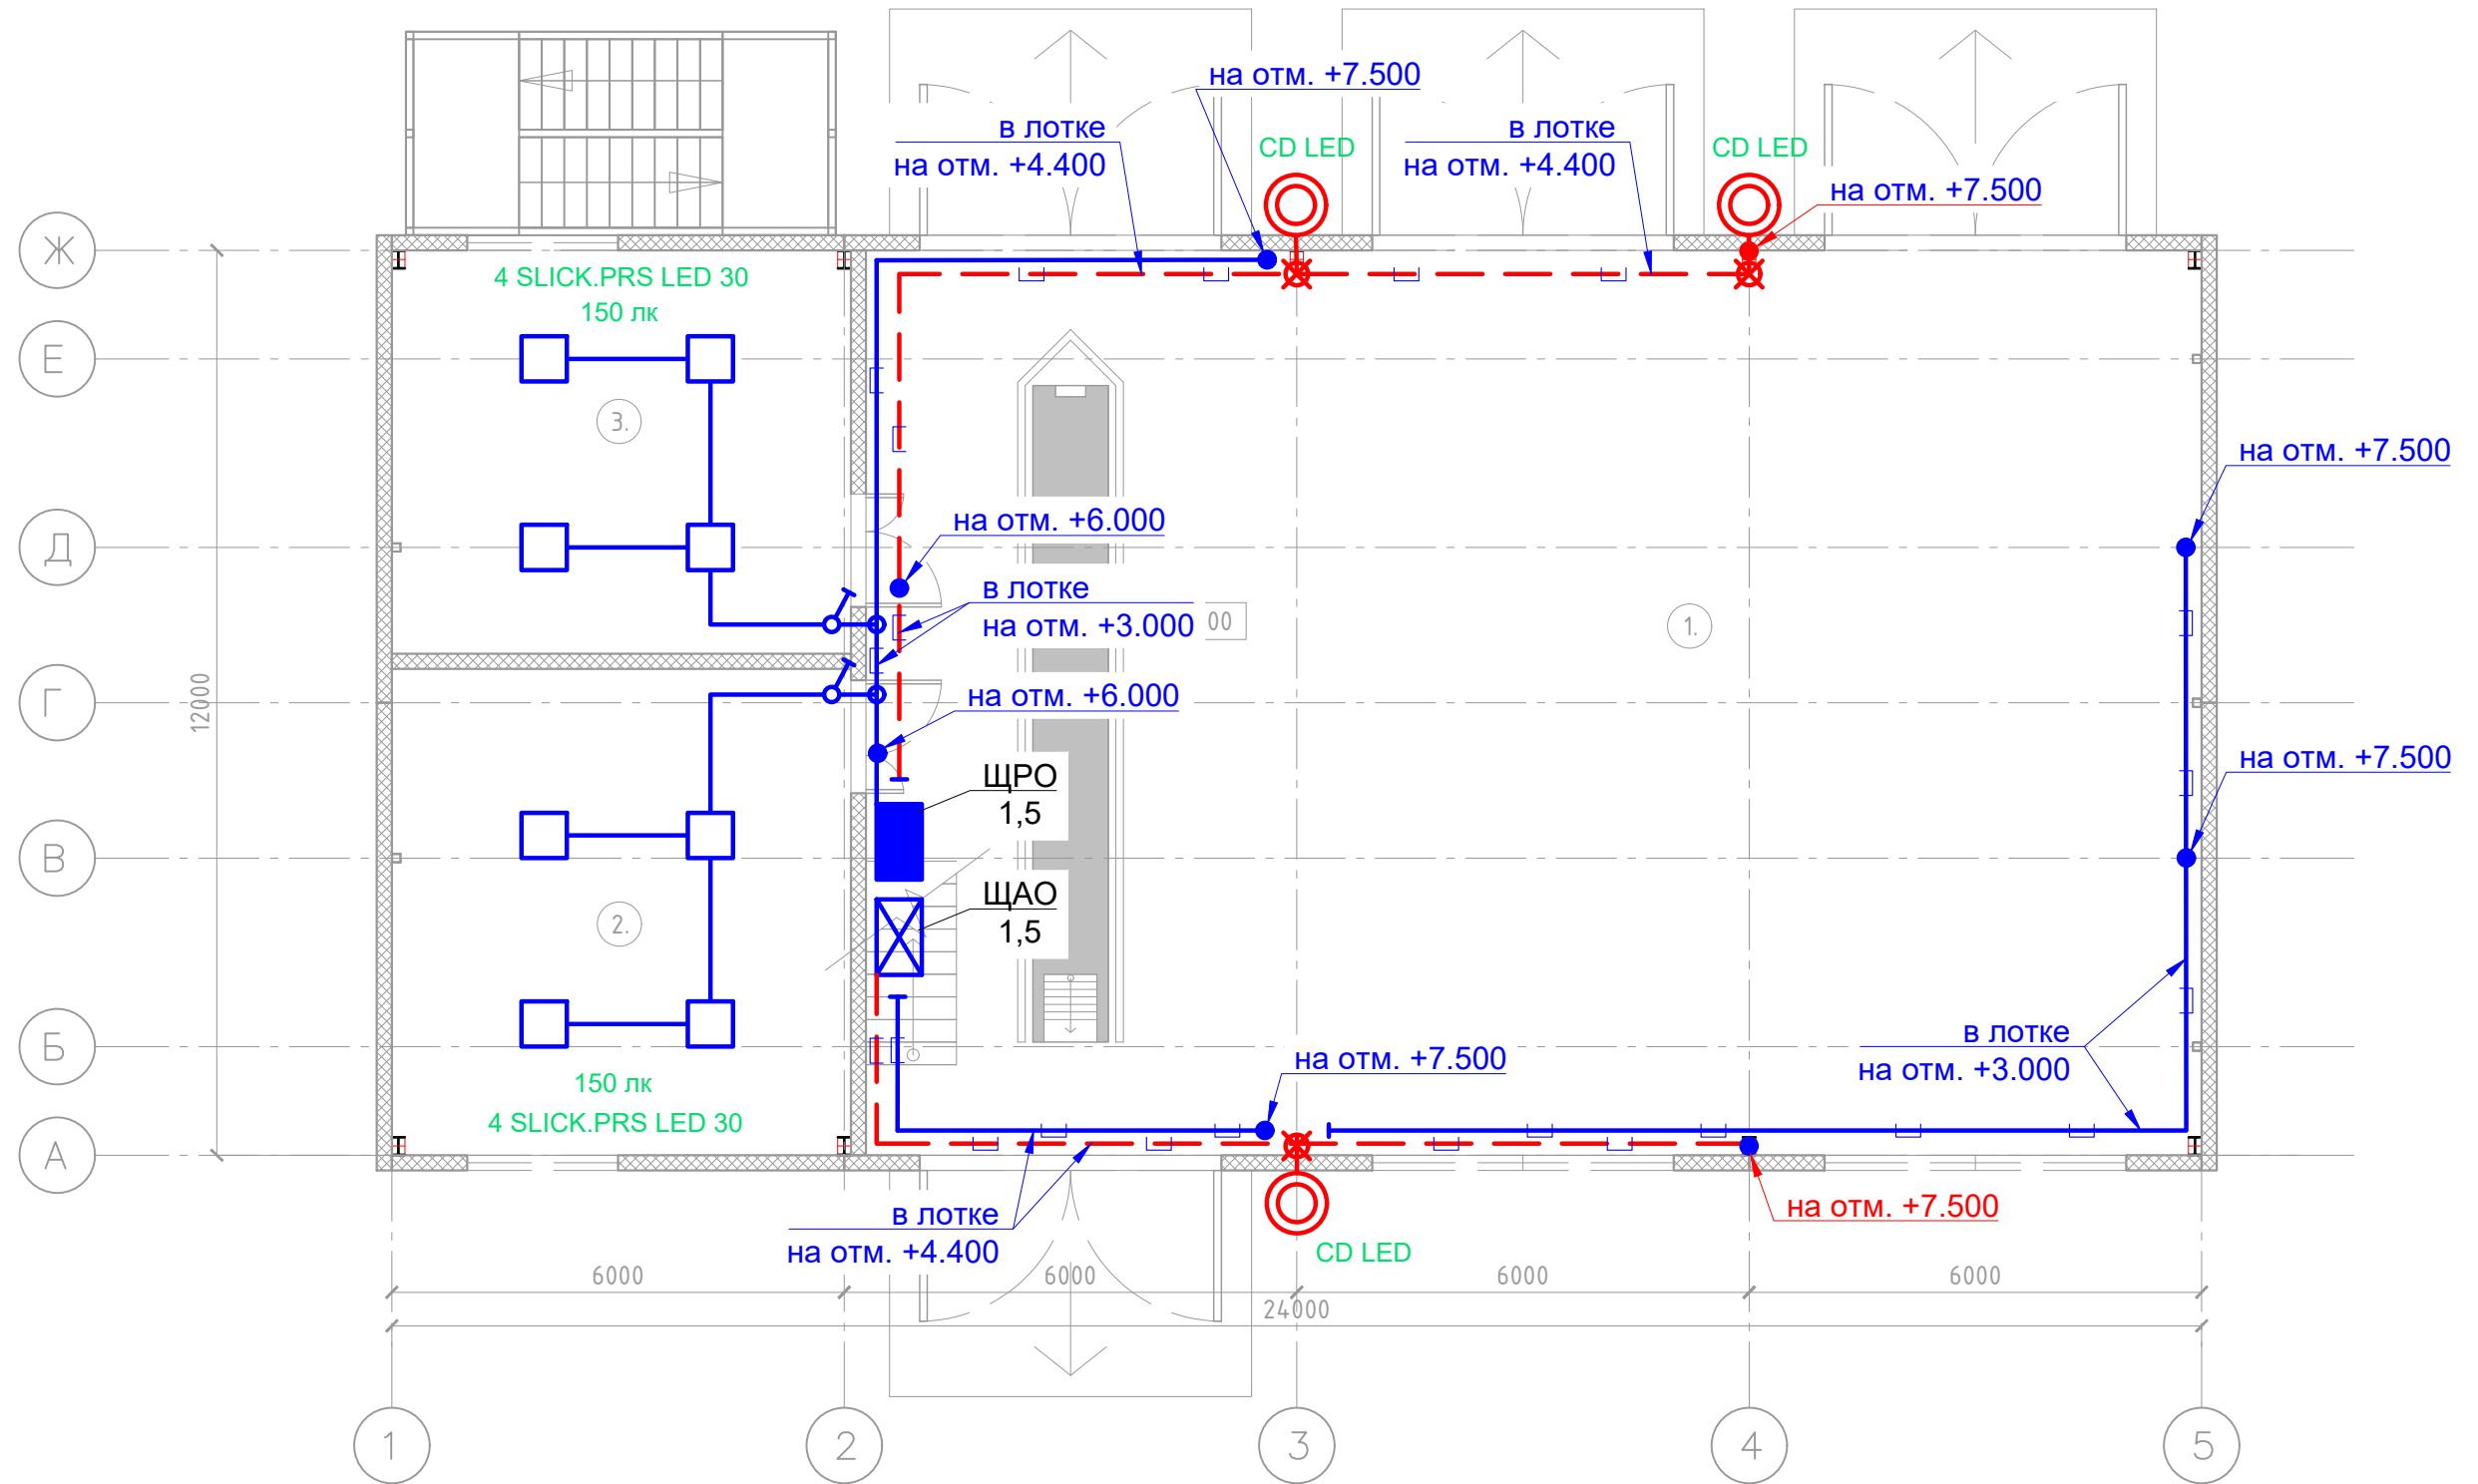 на отм. +7.500
в лотке
на отм. +4.400
CD LED
в лотке
на отм. +4.400
CD LED
на отм. +7.500
Ж
4 SLICK.PRS LED 30
150 лк
Е
3.
на отм. +7.500
на отм. +6.000
Д
в лотке
на отм. +3.000
00
1.
12000
Г
на отм. +6.000
на отм. +7.500
ЩРО
1,5
В
ЩАО
1,5
2.
Б
в лотке
на отм. +3.000
на отм. +7.500
150 лк
4 SLICK.PRS LED 30
А
на отм. +7.500
в лотке
на отм. +4.400
CD LED
6000
6000
6000
6000
24000
1
2
3
4
5